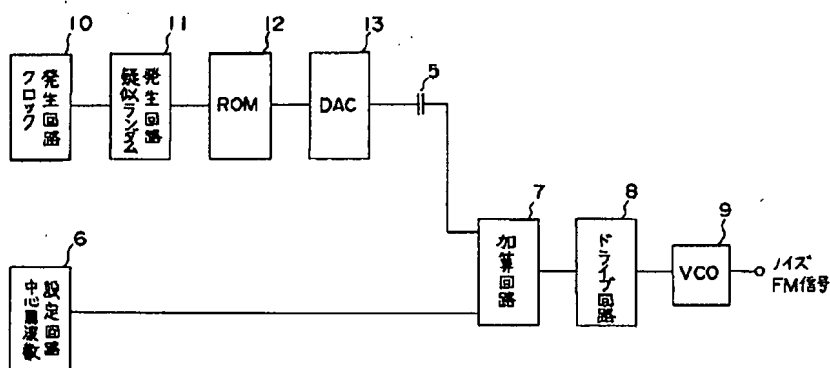 10
11
12
13
5
クロック
発生回路
疑似ランダム
発生回路
ROM
DAC
6
7
8
9
中心周波数
設定回路
加算回路
ドライブ回路
VCO
ノイズ
FM信号